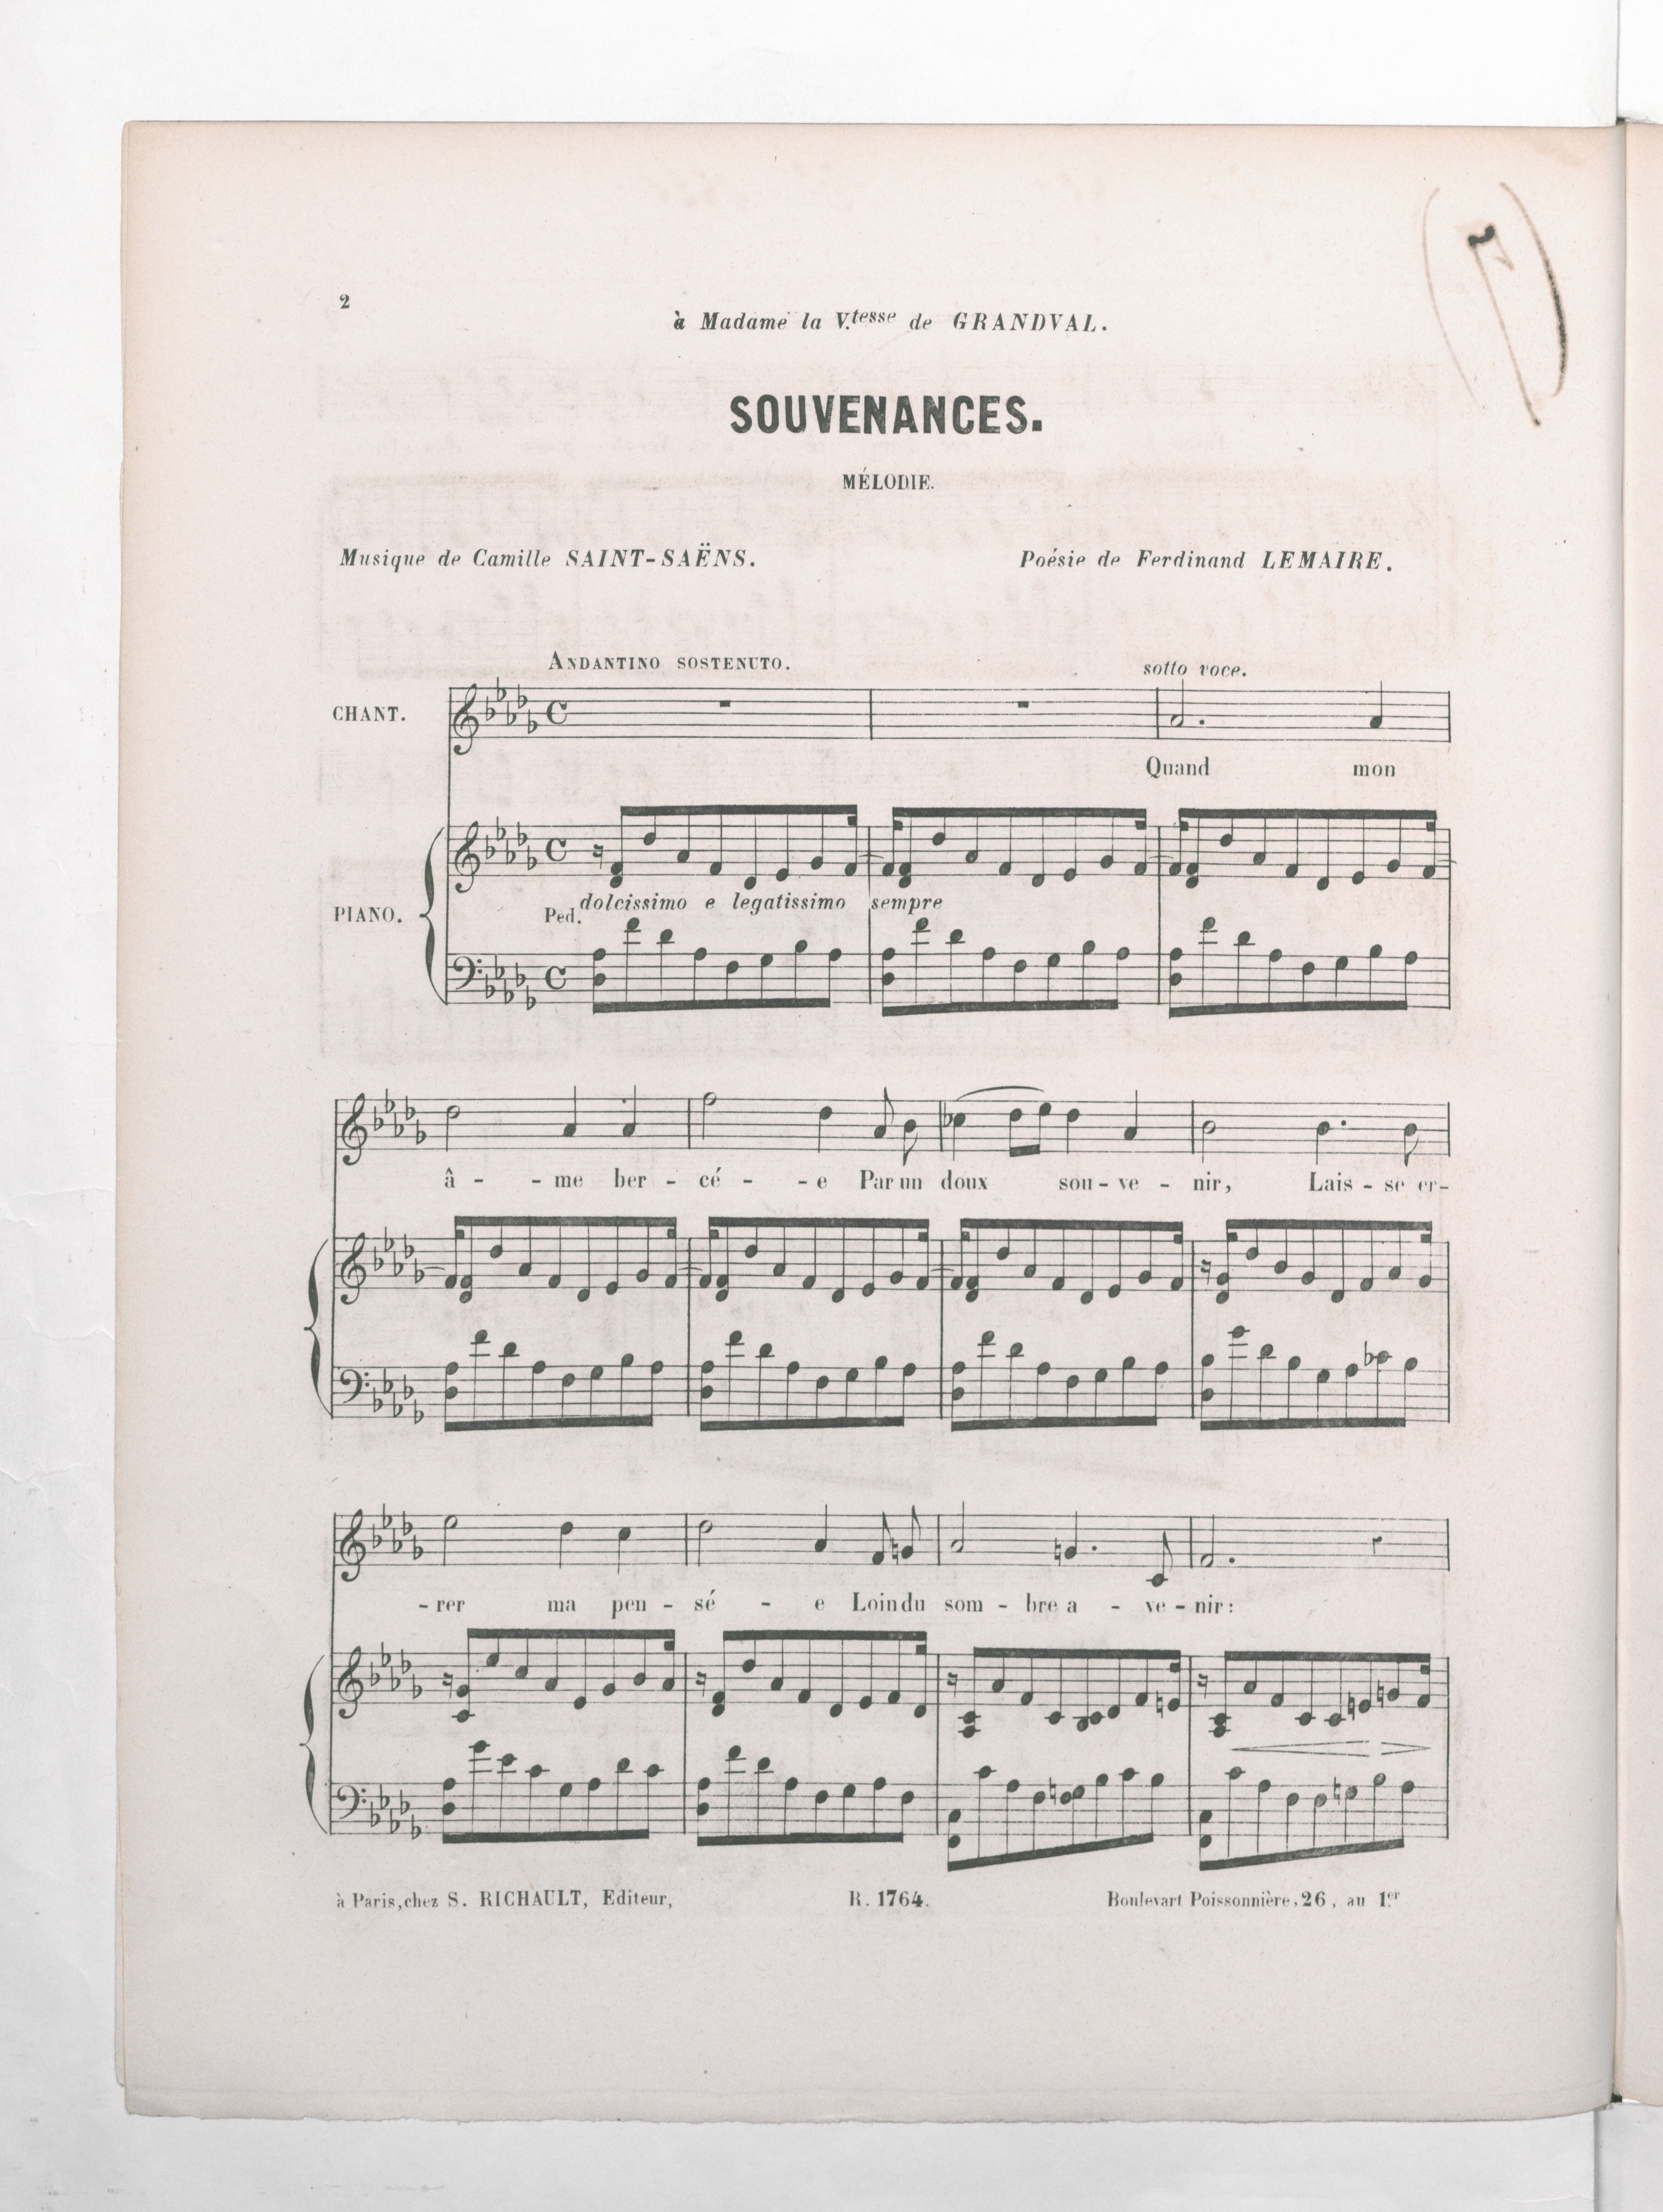 2
à Madame la V.tesse de GRANDVAL.
SOUVENANCES.
MÉLODIE.
Musique de Camille SAINT-SAËNS.
Poésie de Ferdinand LEMAIRE.
ANDANTINO SOSTENUTO.
sotto voce.
CHANT.
Quand mon
PIANO.
dolcissimo e legatissimo sempre
Ped.
â - - me ber - cé - - e Par un doux sou - ve - nir, Lais - se er-
- rer ma pen - sé - e Loin du som - bre a - ve - nir :
à Paris, chez S. RICHAULT, Editeur,
R. 1764.
Boulevart Poissonnière, 26, au 1.er